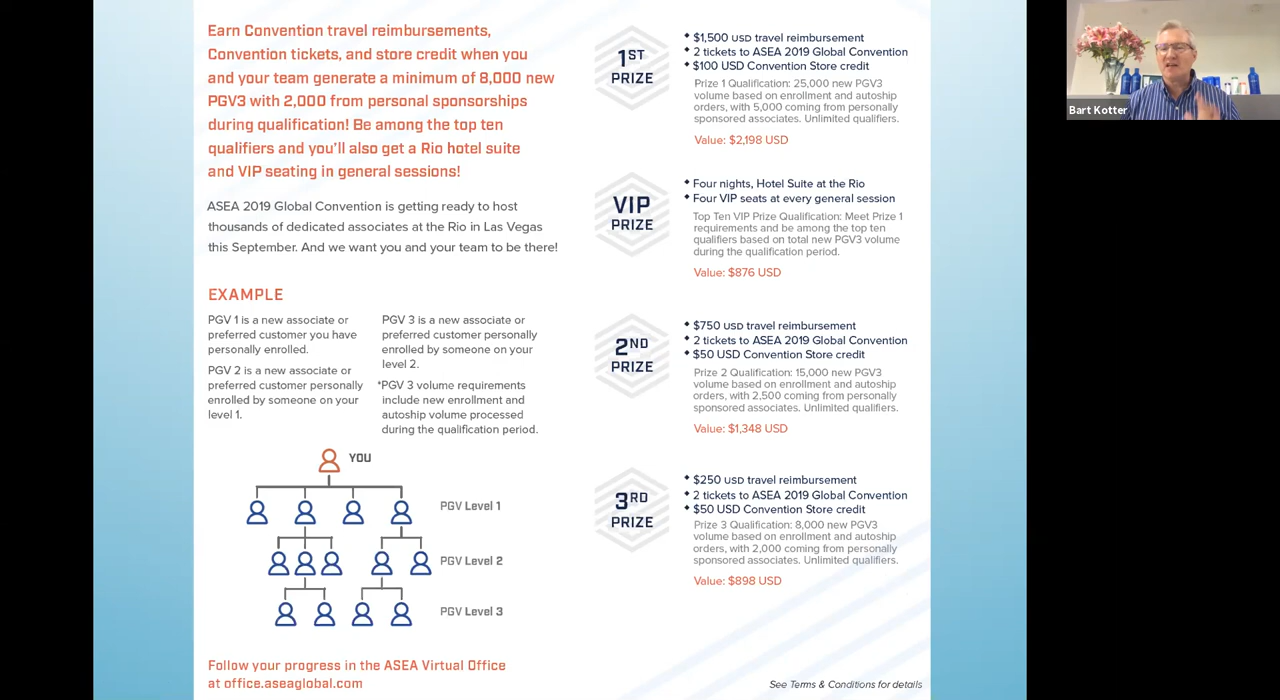 Earn Convention travel reimbursements,
Convention tickets, and store credit when you
and your team generate a minimum of 8,000 new
PGV3 with 2,000 from personal sponsorships
during qualification! Be among the top ten
qualifiers and you'll also get a Rio hotel suite
and VIP seating in general sessions!
ASEA 2019 Global Convention is getting ready to host
thousands of dedicated associates at the Rio in Las Vegas
this September. And we want you and your team to be there!
EXAMPLE
PGV 1 is a new associate or
preferred customer you have
personally enrolled.
PGV 2 is a new associate or
preferred customer personally
enrolled by someone on your
level 1.
PGV 3 is a new associate or
preferred customer personally
enrolled by someone on your
level 2.
*PGV 3 volume requirements
include new enrollment and
autoship volume processed
during the qualification period.
YOU
PGV Level 1
PGV Level 2
PGV Level 3
Follow your progress in the ASEA Virtual Office
at office.aseaglobal.com
1ST
PRIZE
$1,500 USD travel reimbursement
2 tickets to ASEA 2019 Global Convention
$100 USD Convention Store credit
Prize 1 Qualification: 25,000 new PGV3
volume based on enrollment and autoship
orders, with 5,000 coming from personally
sponsored associates. Unlimited qualifiers.
Value: $2,198 USD
VIP
PRIZE
Four nights, Hotel Suite at the Rio
Four VIP seats at every general session
Top Ten VIP Prize Qualification: Meet Prize 1
requirements and be among the top ten
qualifiers based on total new PGV3 volume
during the qualification period.
Value: $876 USD
2ND
PRIZE
$750 USD travel reimbursement
2 tickets to ASEA 2019 Global Convention
$50 USD Convention Store credit
Prize 2 Qualification: 15,000 new PGV3
volume based on enrollment and autoship
orders, with 2,500 coming from personally
sponsored associates. Unlimited qualifiers.
Value: $1,348 USD
3RD
PRIZE
$250 USD travel reimbursement
2 tickets to ASEA 2019 Global Convention
$50 USD Convention Store credit
Prize 3 Qualification: 8,000 new PGV3
volume based on enrollment and autoship
orders, with 2,000 coming from personally
sponsored associates. Unlimited qualifiers.
Value: $898 USD
See Terms & Conditions for details
Bart Kotter